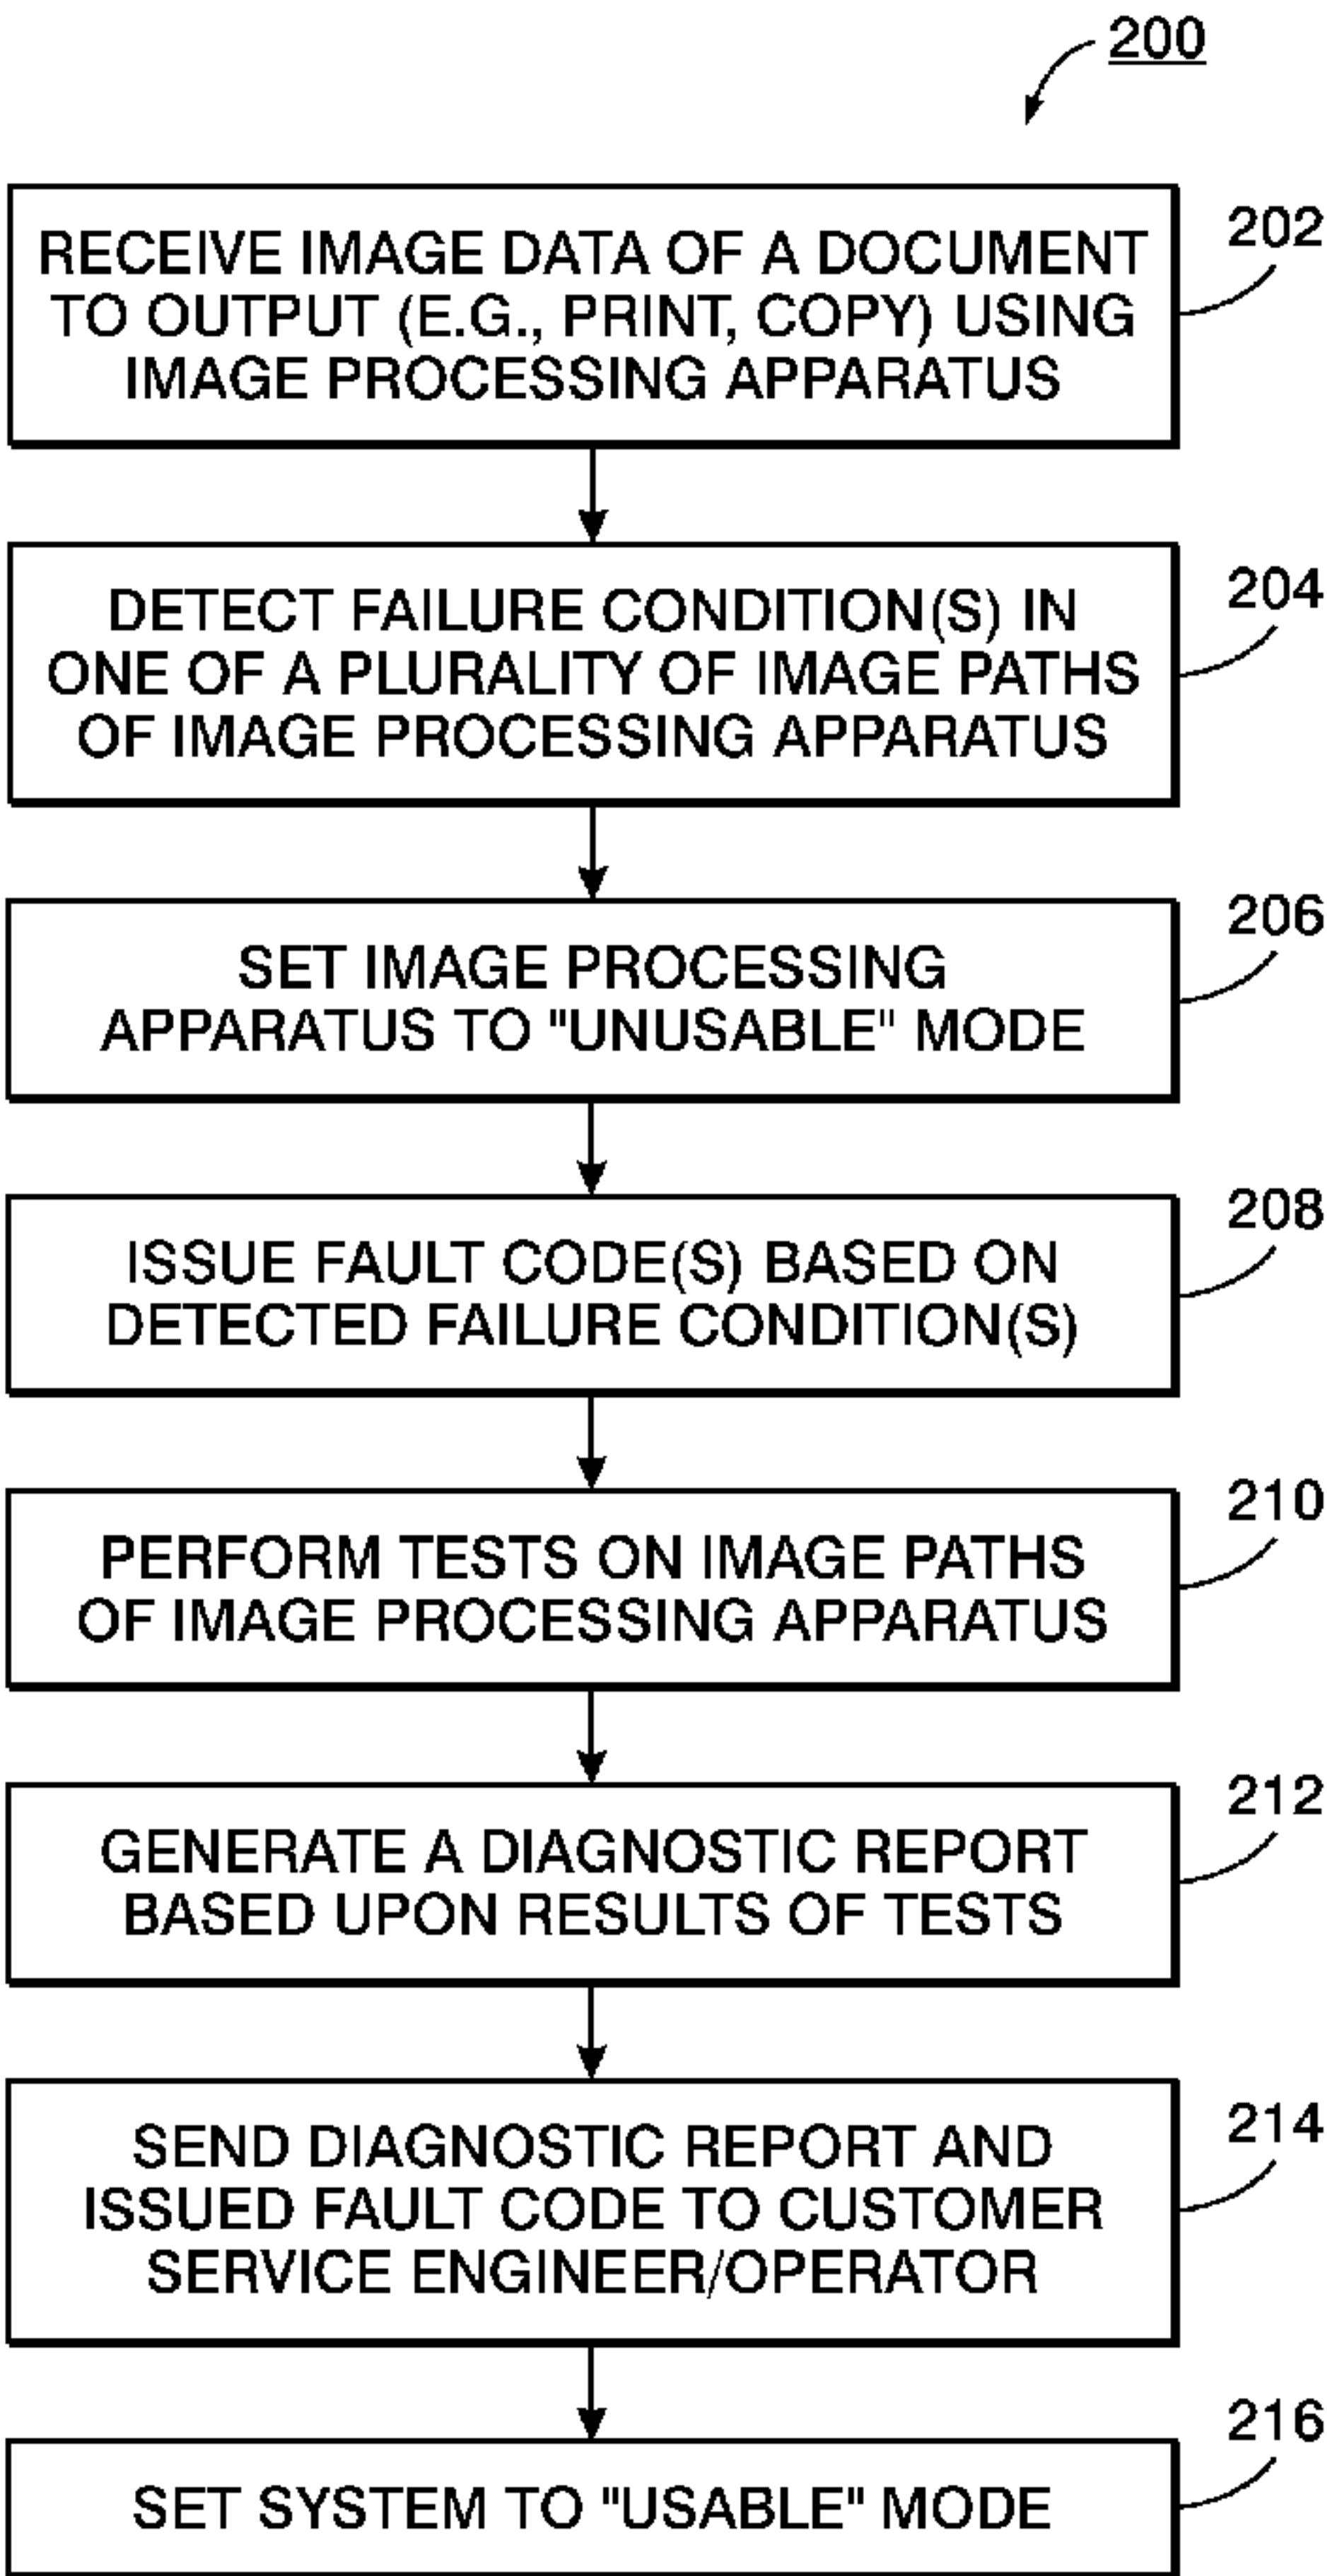 200
RECEIVE IMAGE DATA OF A DOCUMENT
TO OUTPUT (E.G., PRINT, COPY) USING
IMAGE PROCESSING APPARATUS
202
DETECT FAILURE CONDITION(S) IN
ONE OF A PLURALITY OF IMAGE PATHS
OF IMAGE PROCESSING APPARATUS
204
SET IMAGE PROCESSING
APPARATUS TO "UNUSABLE" MODE
206
ISSUE FAULT CODE(S) BASED ON
DETECTED FAILURE CONDITION(S)
208
PERFORM TESTS ON IMAGE PATHS
OF IMAGE PROCESSING APPARATUS
210
GENERATE A DIAGNOSTIC REPORT
BASED UPON RESULTS OF TESTS
212
SEND DIAGNOSTIC REPORT AND
ISSUED FAULT CODE TO CUSTOMER
SERVICE ENGINEER/OPERATOR
214
SET SYSTEM TO "USABLE" MODE
216